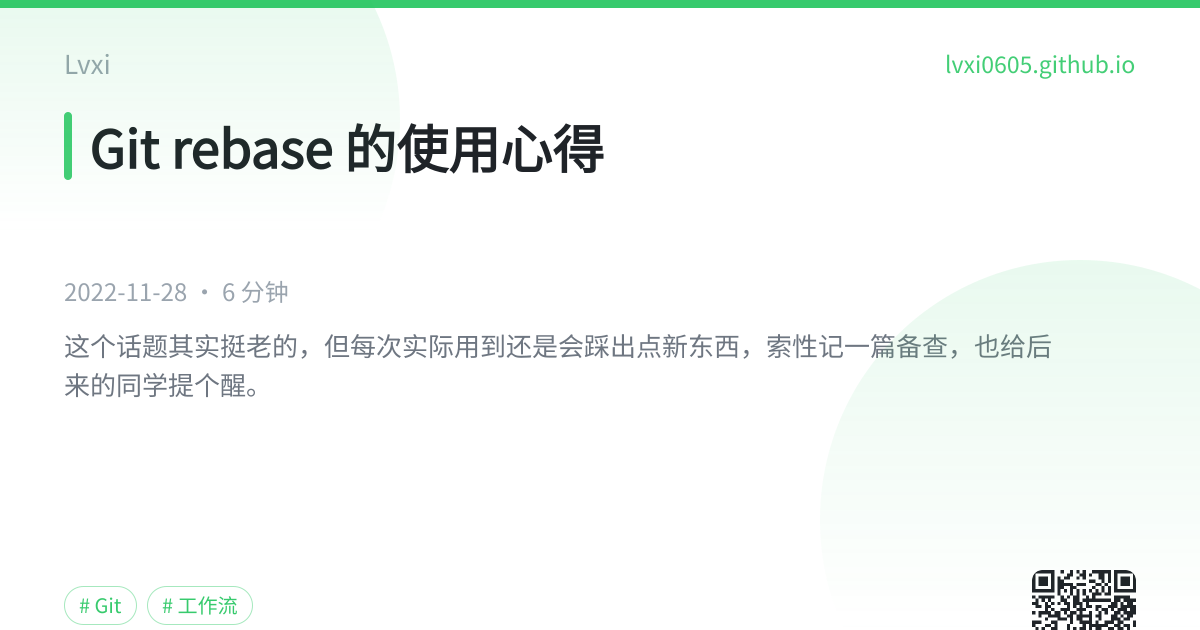 Lvxi
lvxi0605.github.io
Git rebase 的使用心得
2022-11-28 · 6 分钟
这个话题其实挺老的，但每次实际用到还是会踩出点新东西，索性记一篇备查，也给后
来的同学提个醒。
# Git
# 工作流